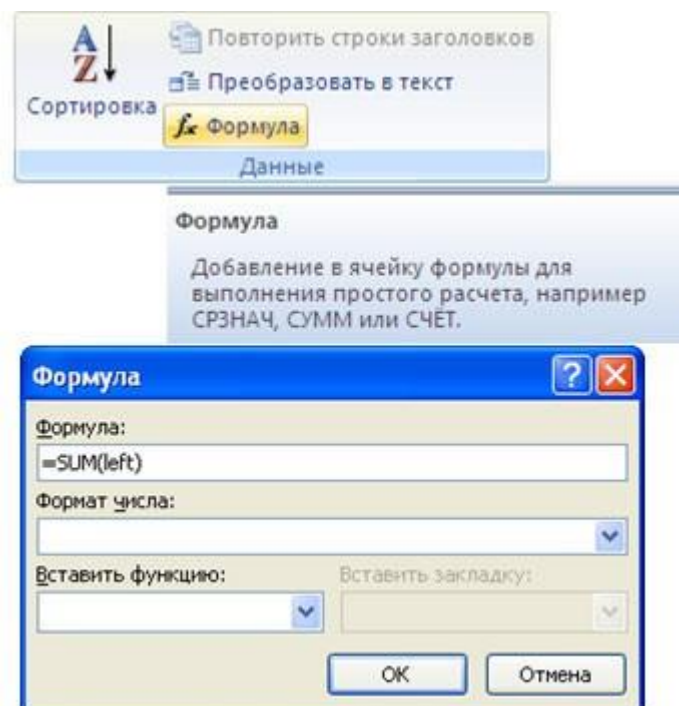 Сортировка
Повторить строки заголовков
Преобразовать в текст
fx Формула
Данные
Формула
Добавление в ячейку формулы для
выполнения простого расчета, например
СРЗНАЧ, СУММ или СЧЁТ.
Формула
Формула:
=SUM(left)
Формат числа:
Вставить функцию: Вставить закладку:
ОК Отмена